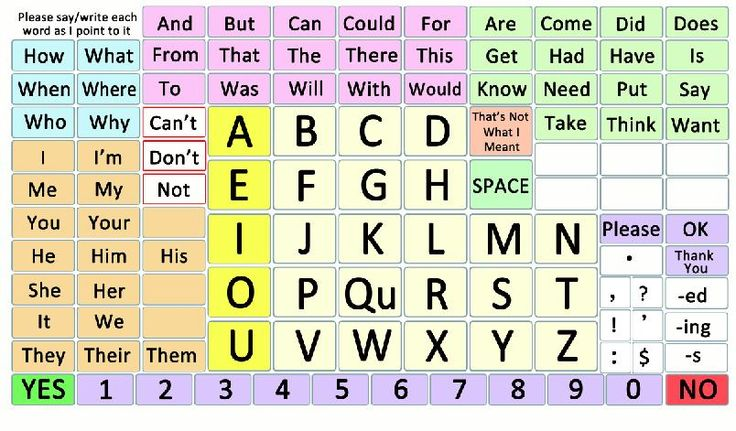 Please say/write each word as I point to it And But Can Could For Are Come Did Does
How What From That The There This Get Had Have Is
When Where To Was Will With Would Know Need Put Say
Who Why Can't A B C D That's Not What I Meant Take Think Want
I I'm Don't
Me My Not E F G H SPACE
You Your I J K L M N Please OK
He Him His . Thank You
She Her O P Qu R S T , ? -ed
It We ! ' -ing
They Their Them U V W X Y Z : $ -s
YES 1 2 3 4 5 6 7 8 9 0 NO